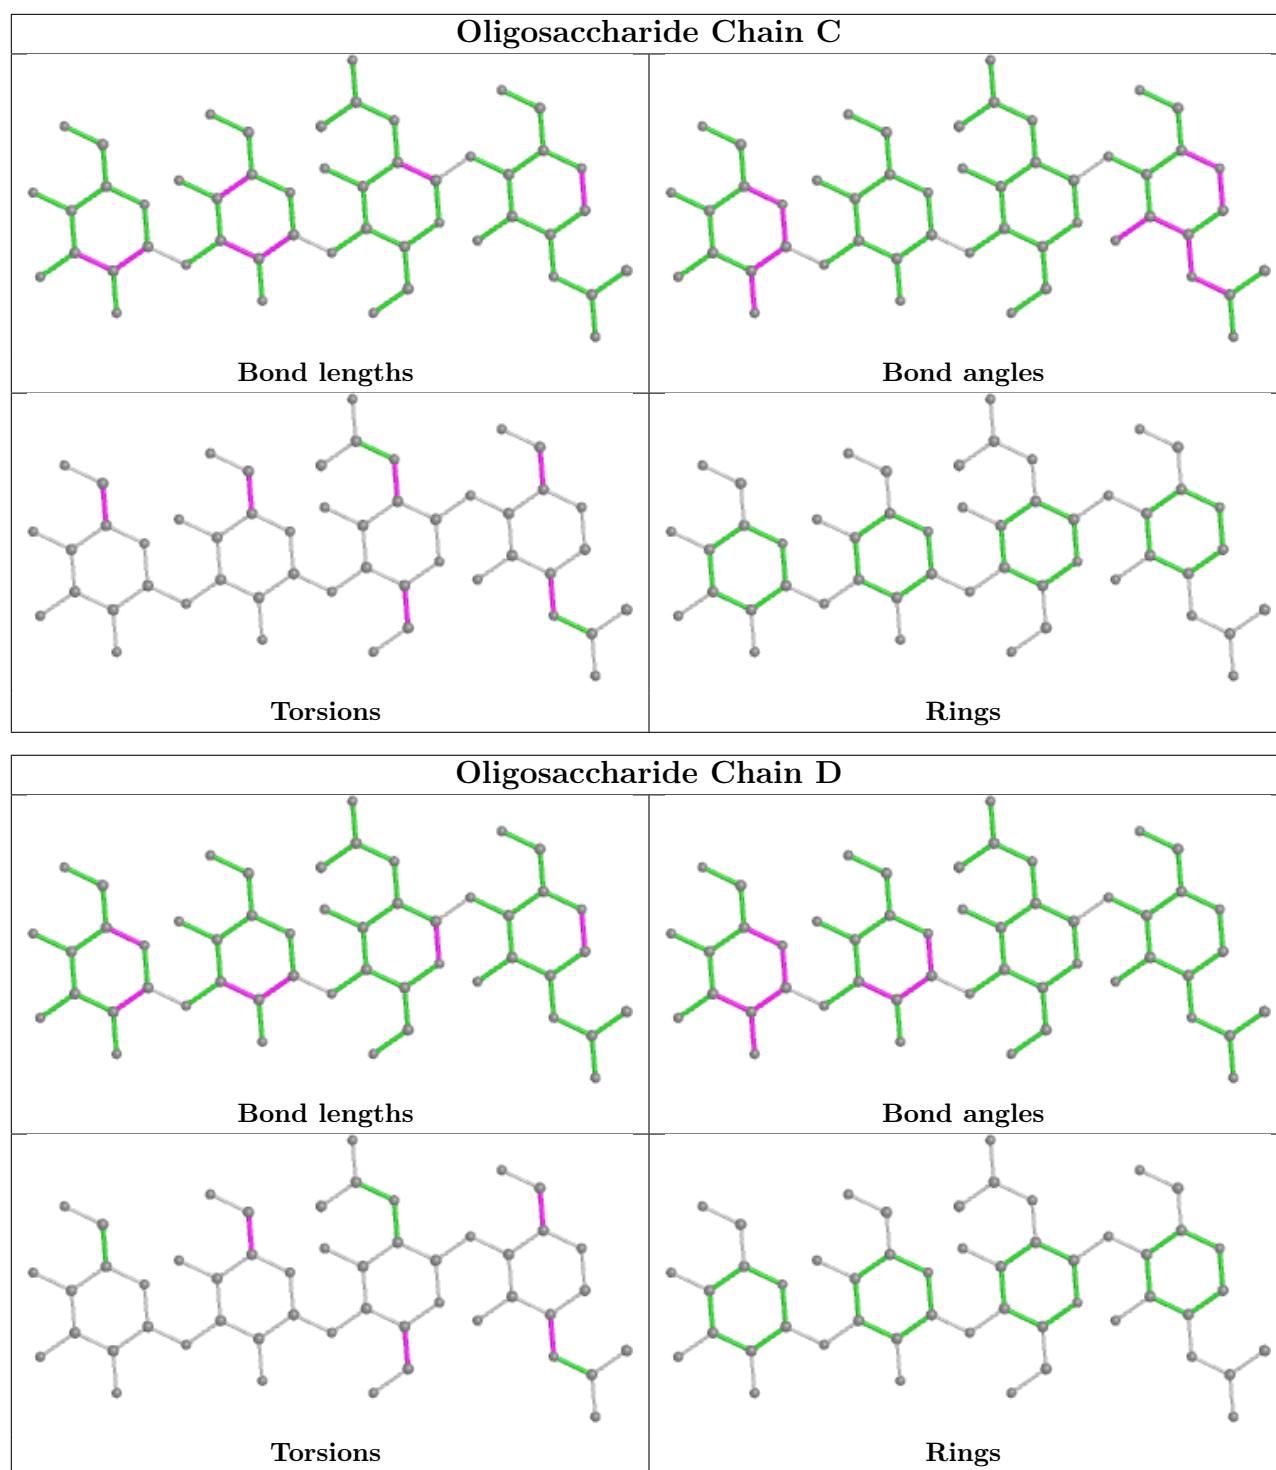 Oligosaccharide Chain C
Bond lengths
Bond angles
Torsions
Rings
Oligosaccharide Chain D
Bond lengths
Bond angles
Torsions
Rings